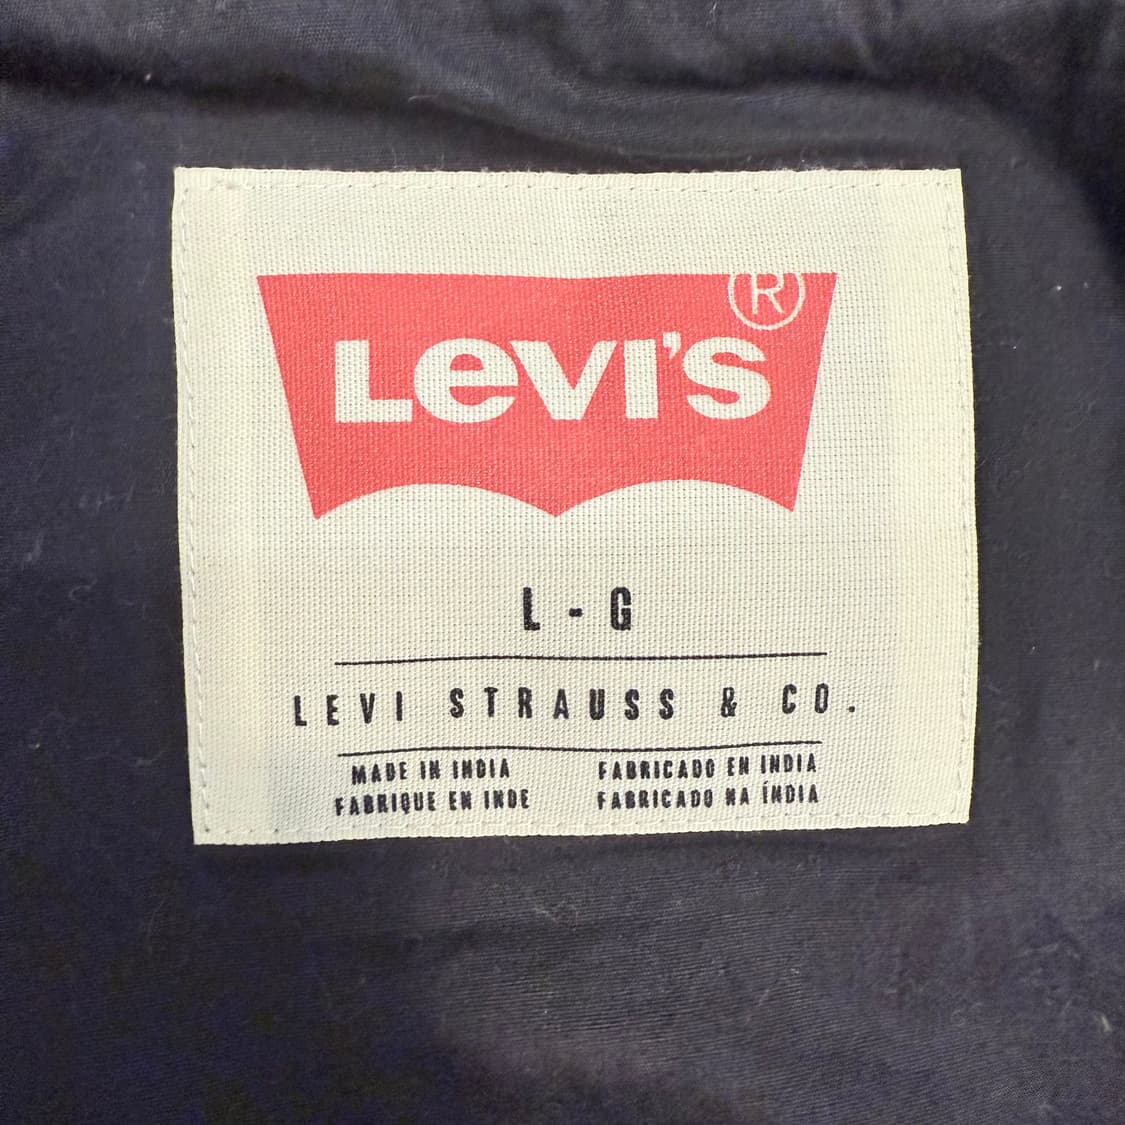 LEVI'S®
L - G
LEVI STRAUSS & CO.
MADE IN INDIA
FABRIQUE EN INDE
FABRICADO EN INDIA
FABRICADO NA ÍNDIA